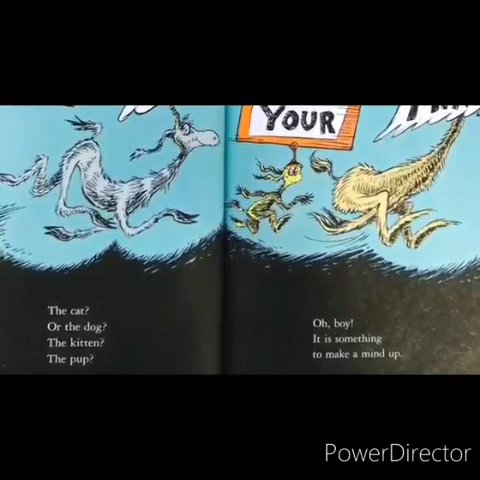 YOUR
The cat?
Or the dog?
The kitten?
The pup?
Oh, boy!
It is something
to make a mind up.
PowerDirector